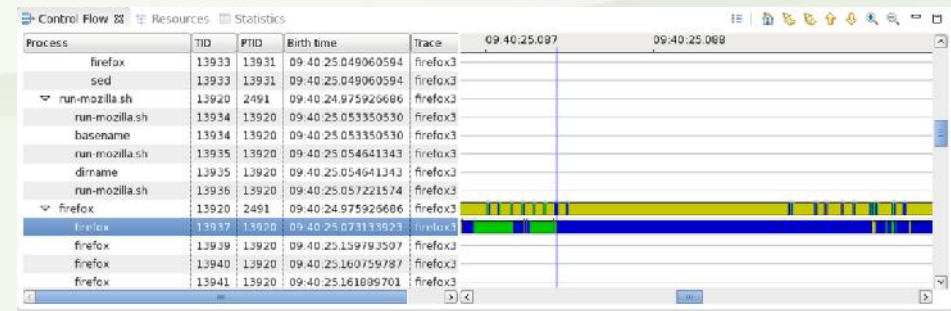 Control Flow Resources Statistics
Process TID PTID Birth time Trace 09:40:25.087 09:40:25.088
firefox 13933 13931 09:40:25.049060594 firefox3
sed 13933 13931 09:40:25.049060594 firefox3
run-mozilla.sh 13920 2491 09:40:24.975926686 firefox3
run-mozilla.sh 13934 13920 09:40:25.053350530 firefox3
basename 13934 13920 09:40:25.053350530 firefox3
run-mozilla.sh 13935 13920 09:40:25.054641343 firefox3
dirname 13935 13920 09:40:25.054641343 firefox3
run-mozilla.sh 13936 13920 09:40:25.057221574 firefox3
firefox 13920 2491 09:40:24.975926686 firefox3
firefox 13937 13920 09:40:25.073133923 firefox3
firefox 13939 13920 09:40:25.159793507 firefox3
firefox 13940 13920 09:40:25.160759787 firefox3
firefox 13941 13920 09:40:25.161889701 firefox3